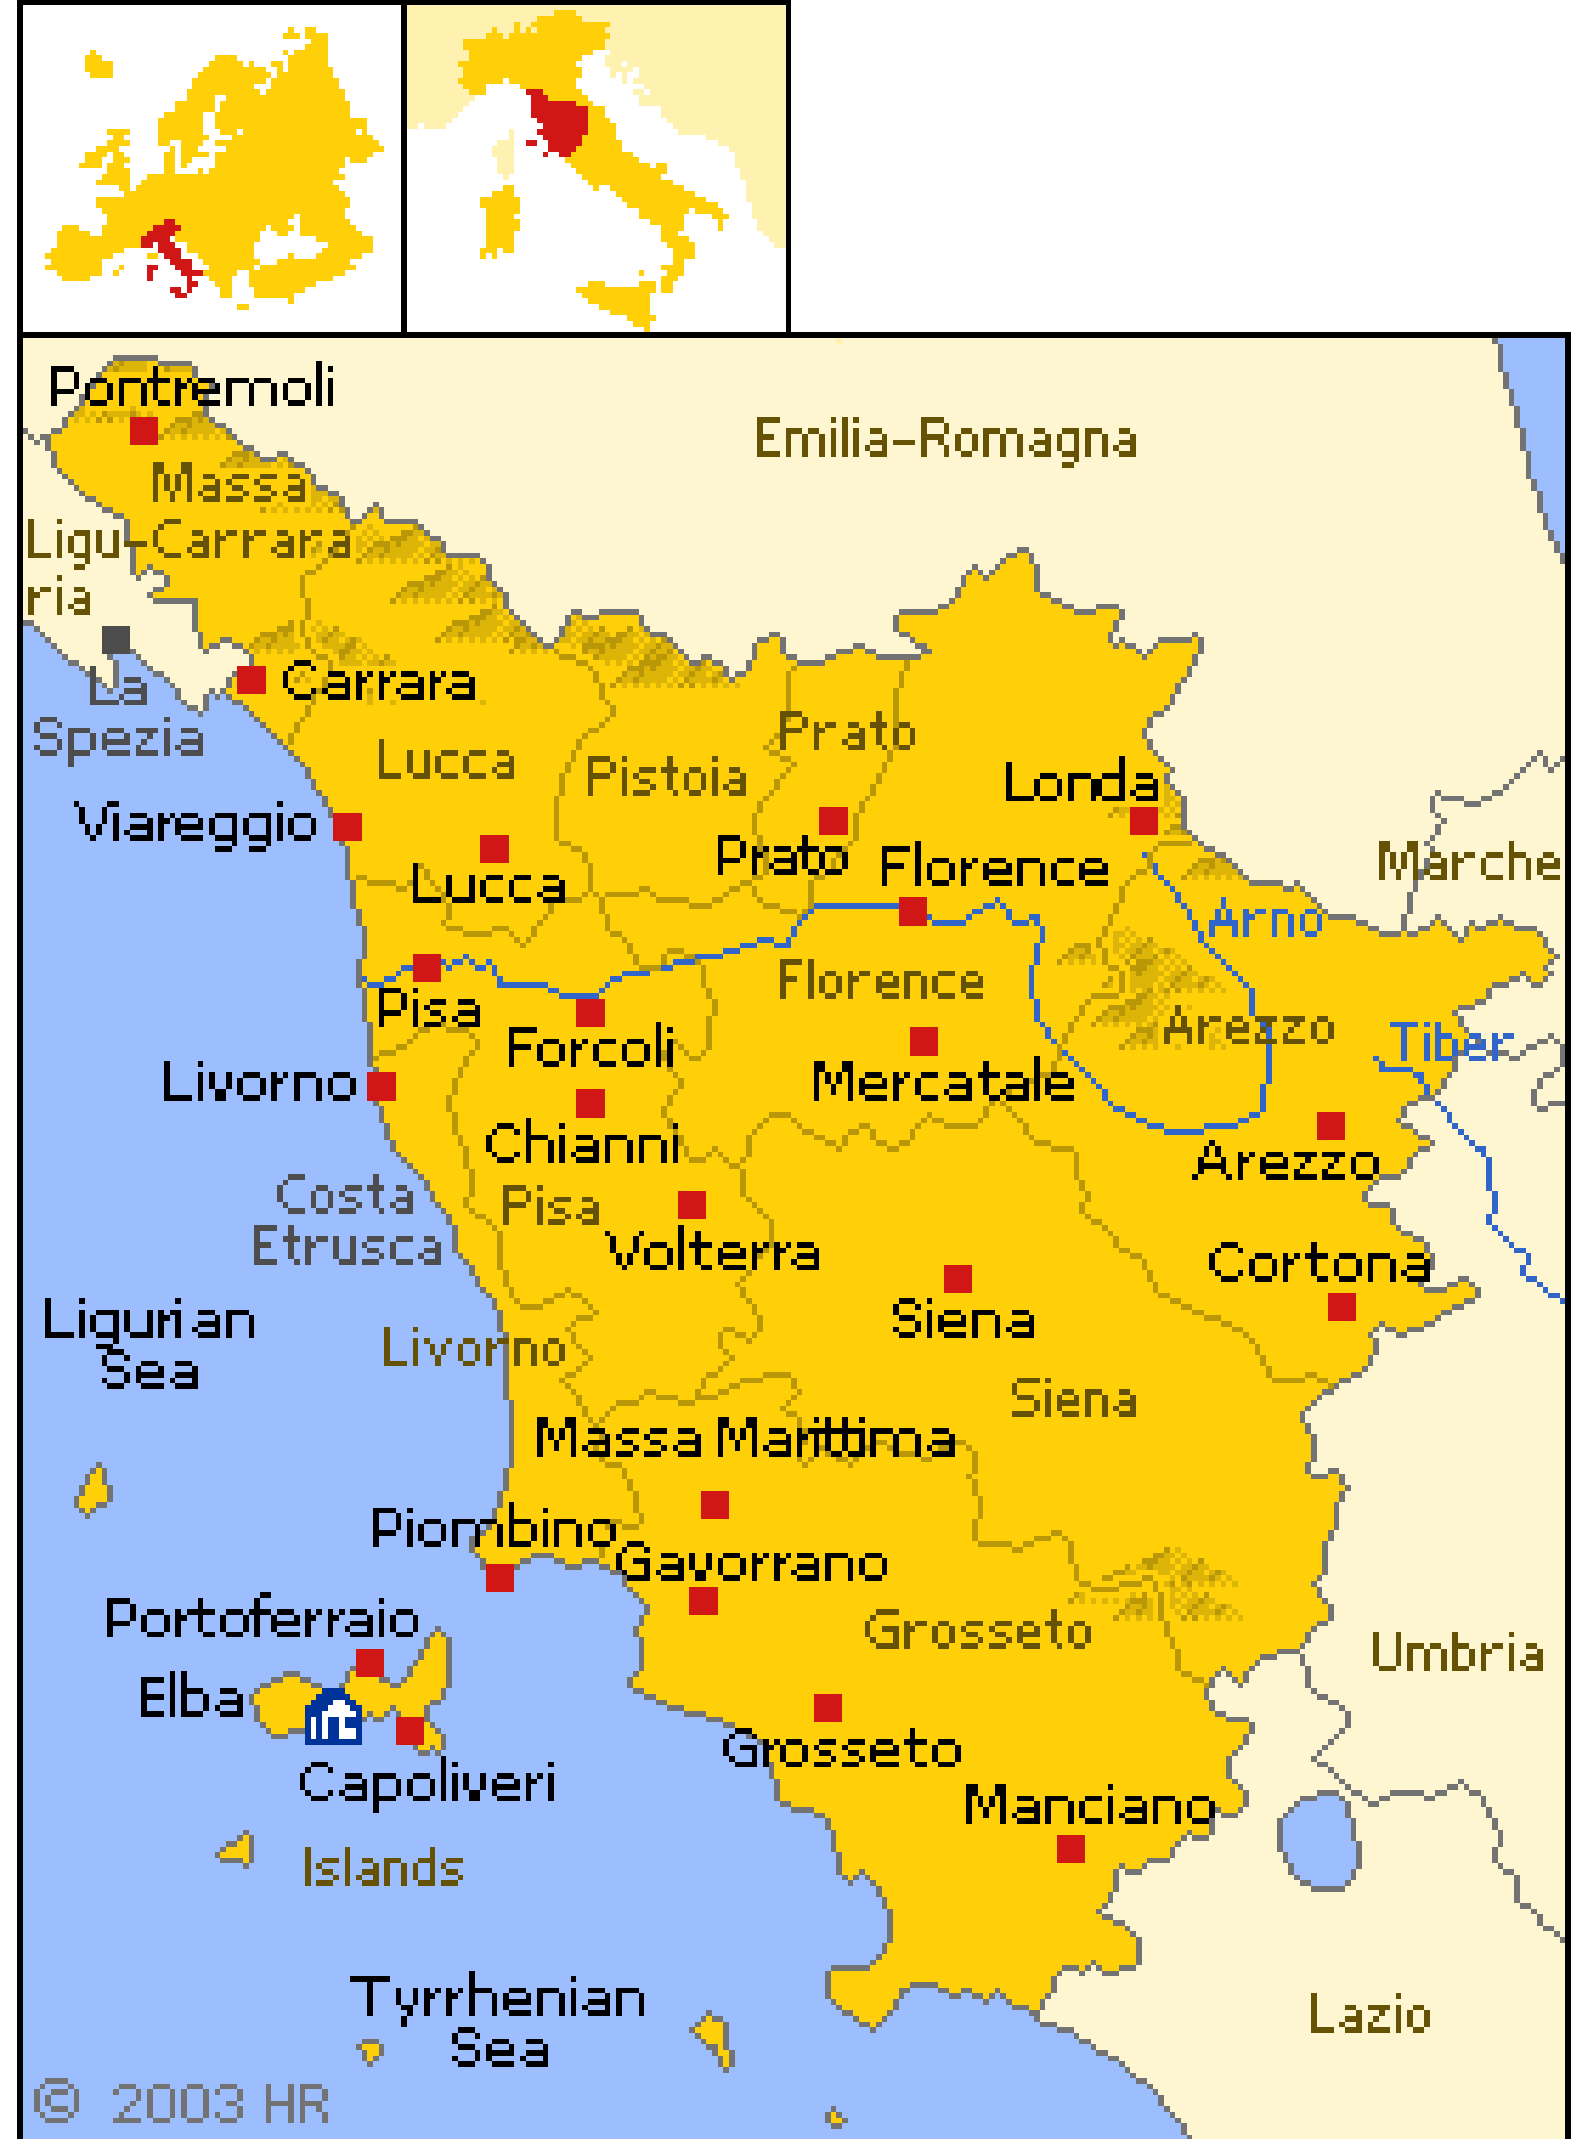 Pontremoli
Emilia-Romagna
Massa
Ligu-Carrara
ria
La
Spezia
Carrara
Lucca
Pistoia
Prato
Londa
Viareggio
Lucca
Prato
Florence
Marche
Arno
Pisa
Florence
Arezzo
Tiber
Forcoli
Livorno
Mercatale
Chianni
Arezzo
Costa
Etrusca
Pisa
Volterra
Cortona
Siena
Ligurian
Sea
Livorno
Siena
Massa Marittima
Piombino
Gavorrano
Portoferraio
Grosseto
Umbria
Elba
Grosseto
Capoliveri
Manciano
Islands
Tyrrhenian
Sea
Lazio
© 2003 HR